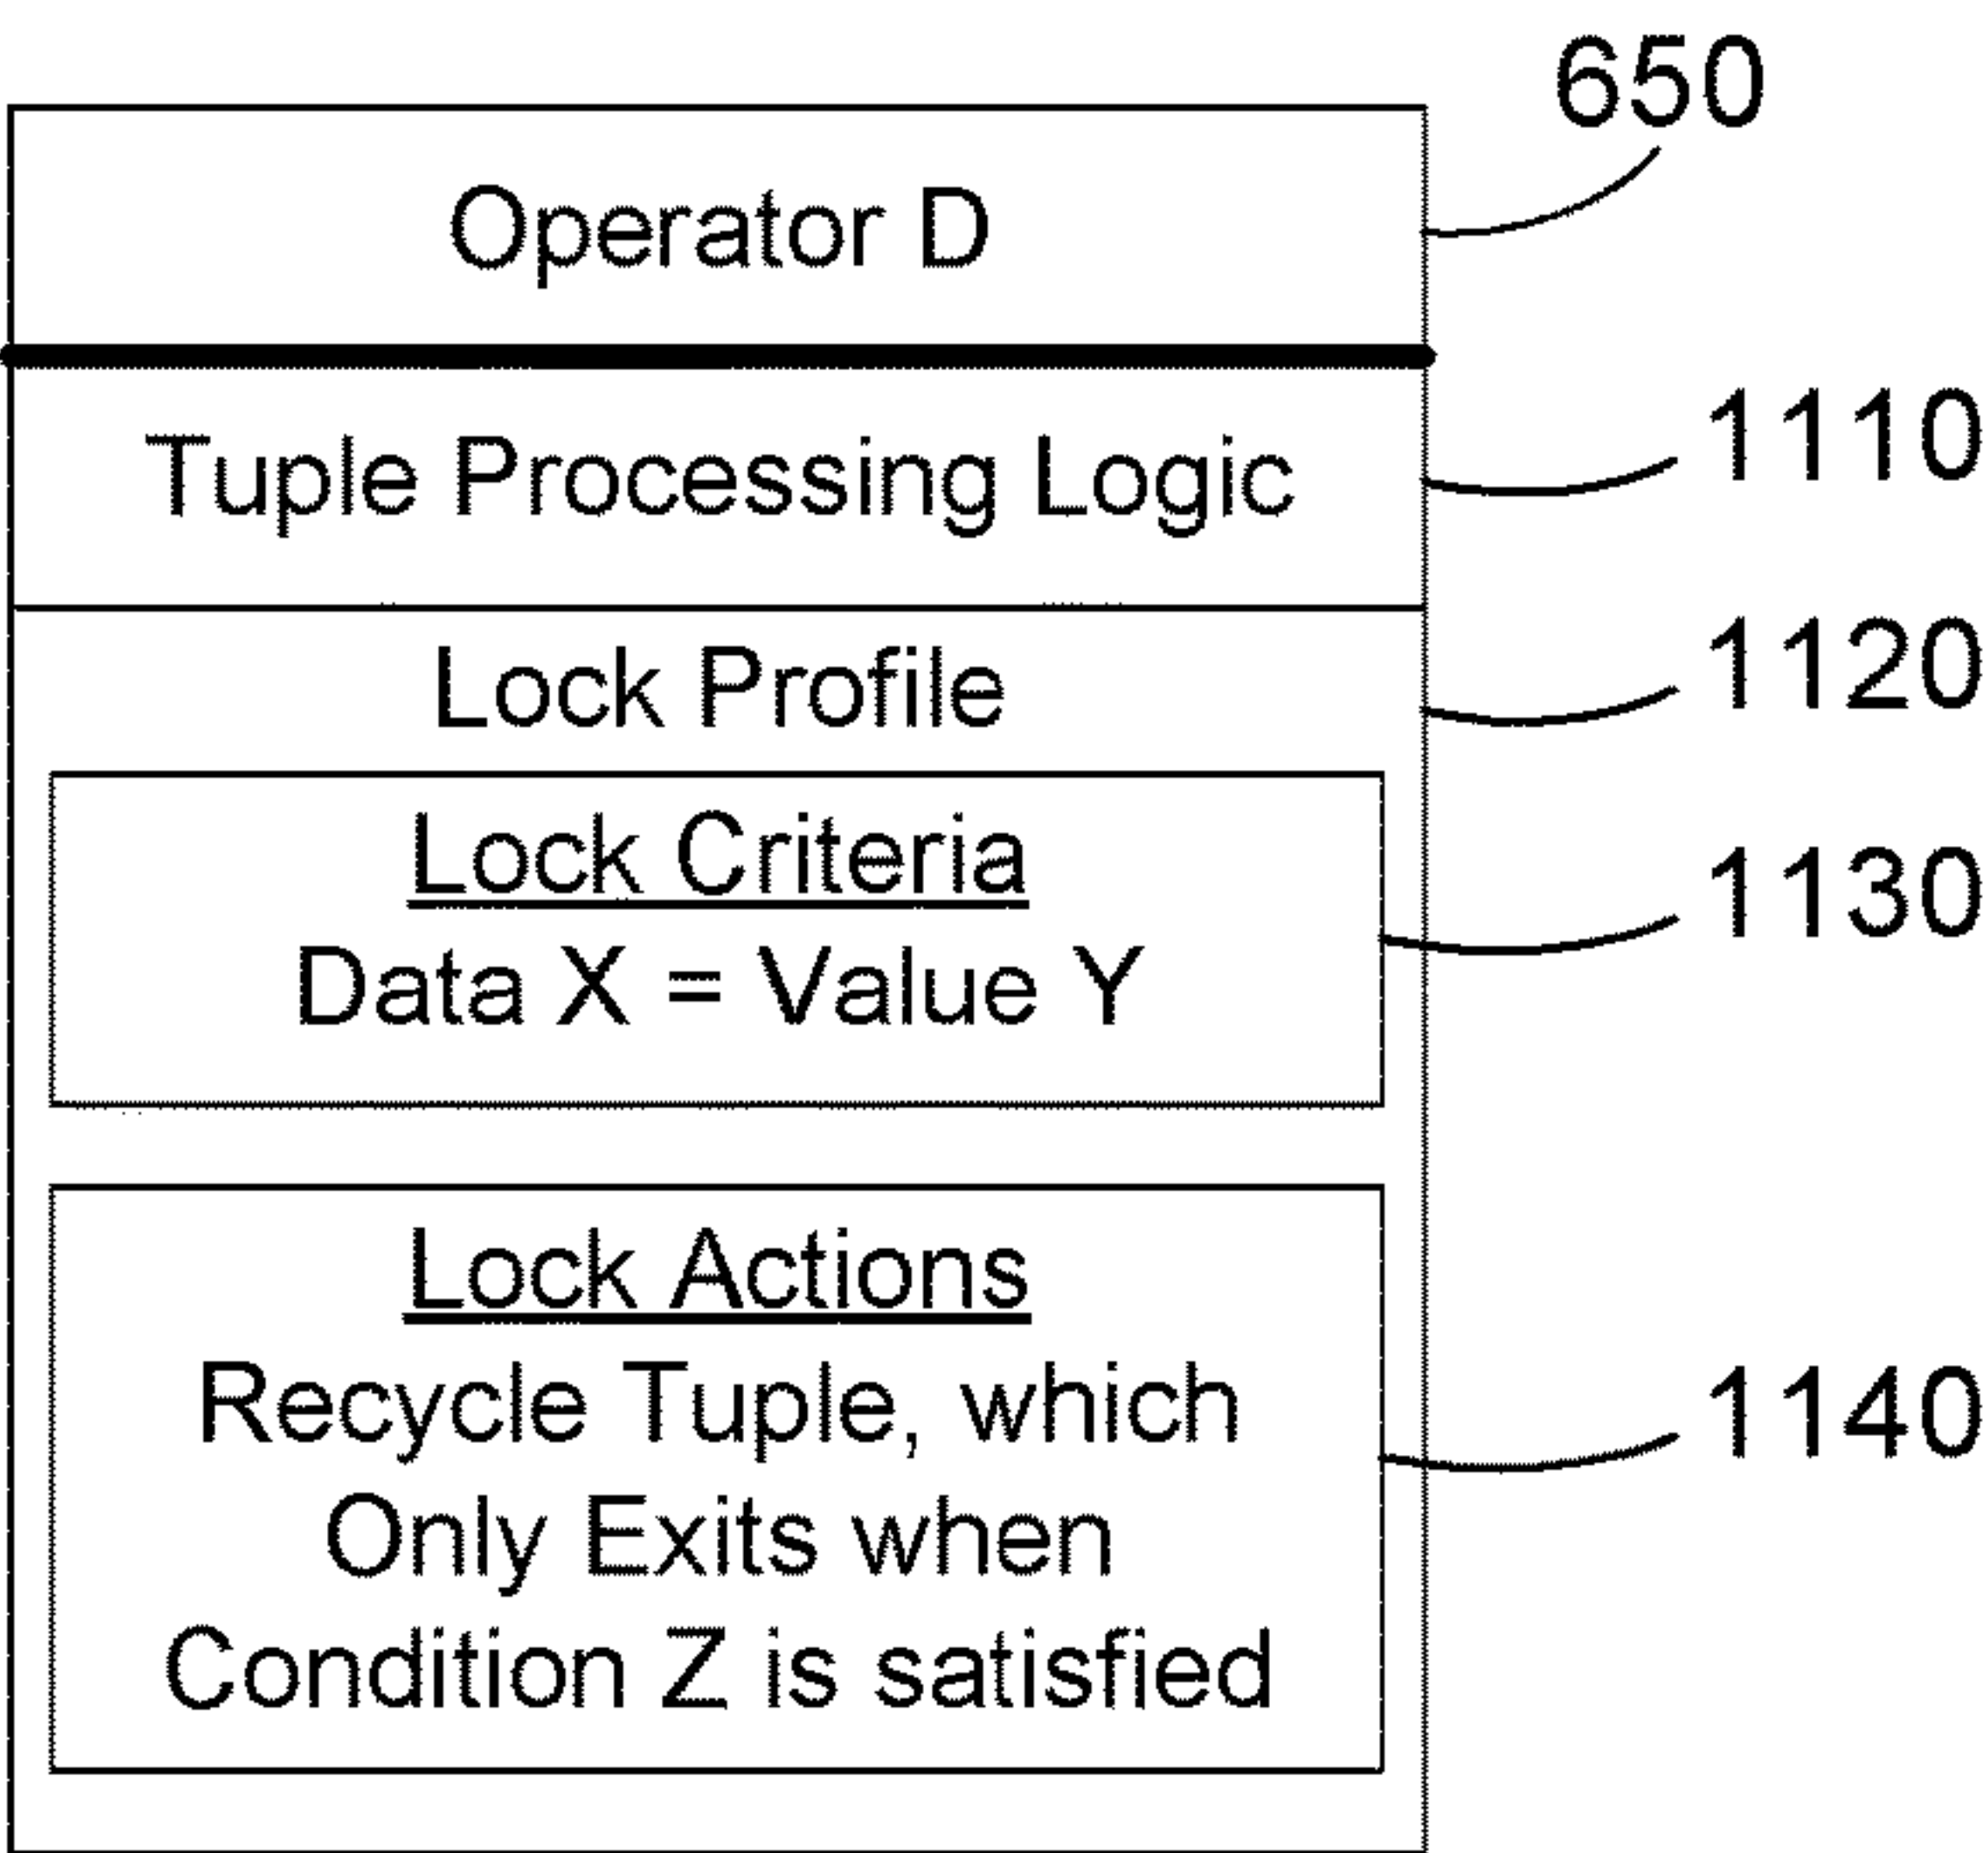 650
Operator D
Tuple Processing Logic
1110
Lock Profile
1120
Lock Criteria
1130
Data X = Value Y
Lock Actions
Recycle Tuple, which
1140
Only Exits when
Condition Z is satisfied